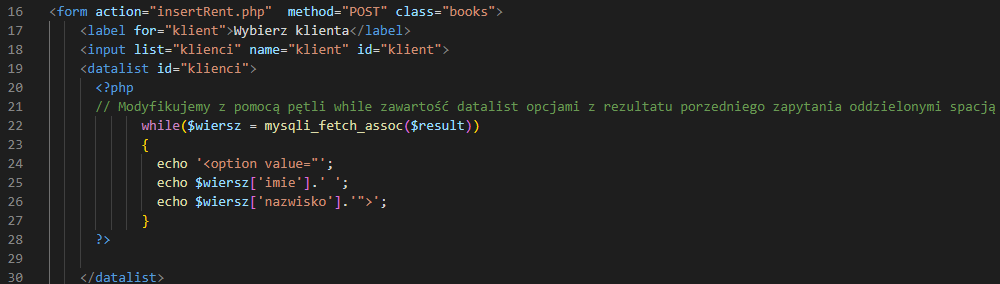 16 <form action="insertRent.php"  method="POST" class="books">
17 <label for="klient">Wybierz klienta</label>
18 <input list="klienci" name="klient" id="klient">
19 <datalist id="klienci">
20 <?php
21 // Modyfikujemy z pomocą pętli while zawartość datalist opcjami z rezultatu porzedniego zapytania oddzielonymi spacją
22 while($wiersz = mysqli_fetch_assoc($result))
23 {
24 echo '<option value="';
25 echo $wiersz['imie'].' ';
26 echo $wiersz['nazwisko'].'">';
27 }
28 ?>
29
30 </datalist>